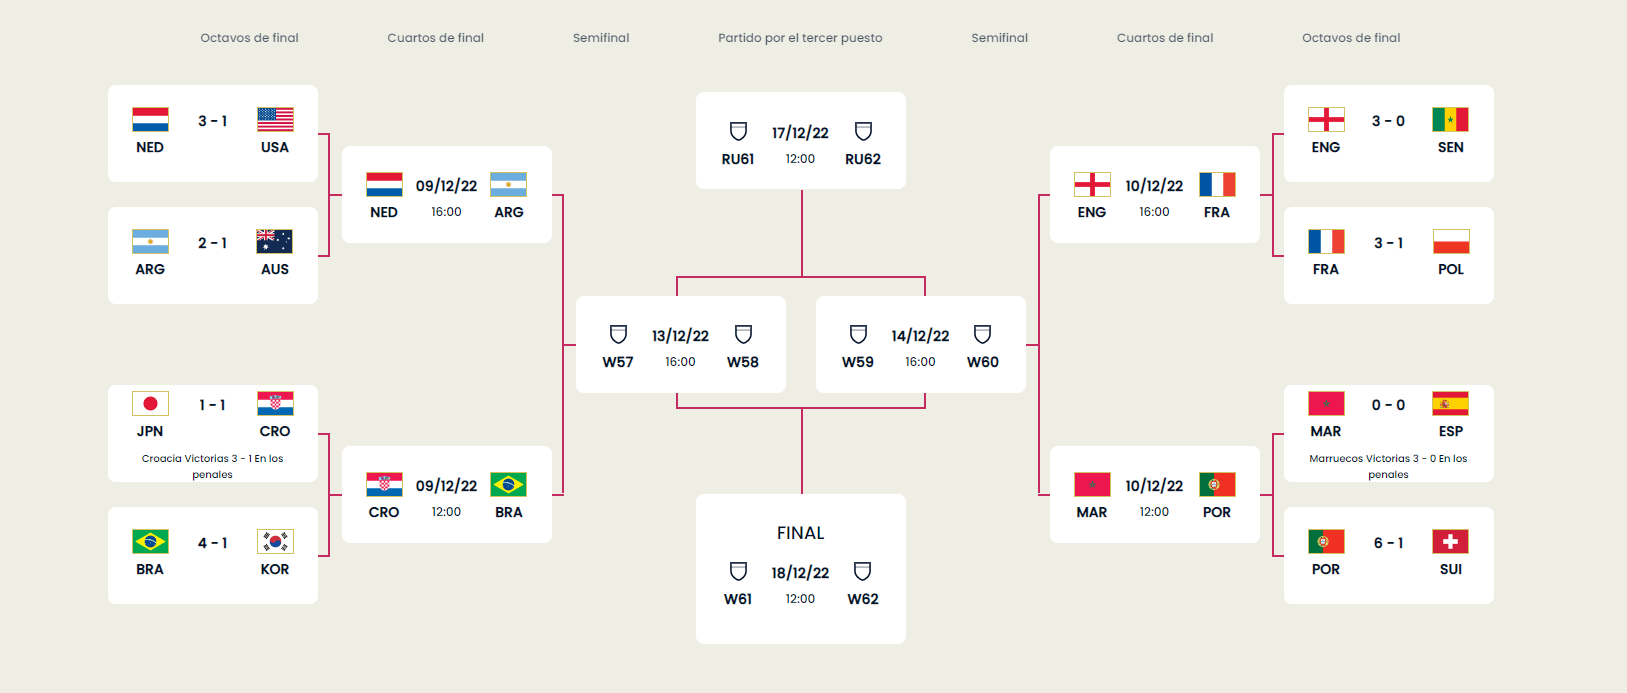 Octavos de final
Cuartos de final
Semifinal
Partido por el tercer puesto
Semifinal
Cuartos de final
Octavos de final
3 - 1
NED USA
2 - 1
ARG AUS
1 - 1
JPN CRO
Croacia Victorias 3 - 1 En los
penales
4 - 1
BRA KOR
09/12/22
NED 16:00 ARG
09/12/22
CRO 12:00 BRA
17/12/22
RU61 12:00 RU62
13/12/22
W57 16:00 W58
14/12/22
W59 16:00 W60
FINAL
18/12/22
W61 12:00 W62
10/12/22
ENG 16:00 FRA
10/12/22
MAR 12:00 POR
3 - 0
ENG SEN
3 - 1
FRA POL
0 - 0
MAR ESP
Marruecos Victorias 3 - 0 En los
penales
6 - 1
POR SUI